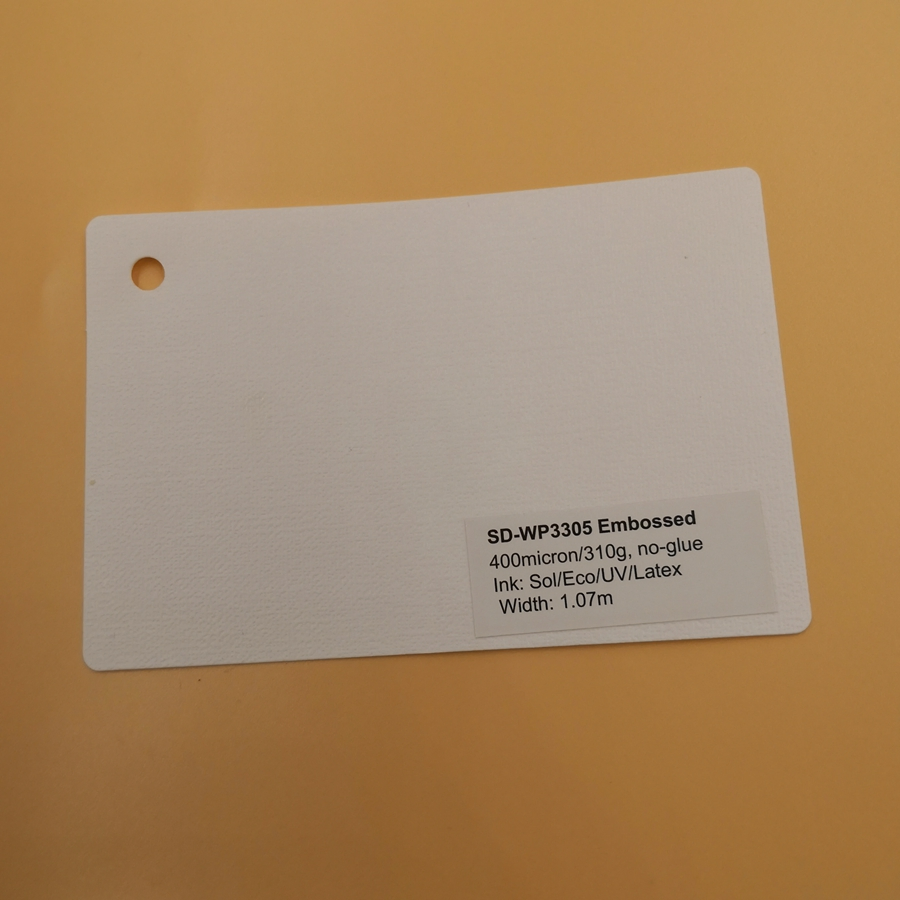 SD-WP3305 Embossed
400micron/310g, no-glue
Ink: Sol/Eco/UV/Latex
Width: 1.07m